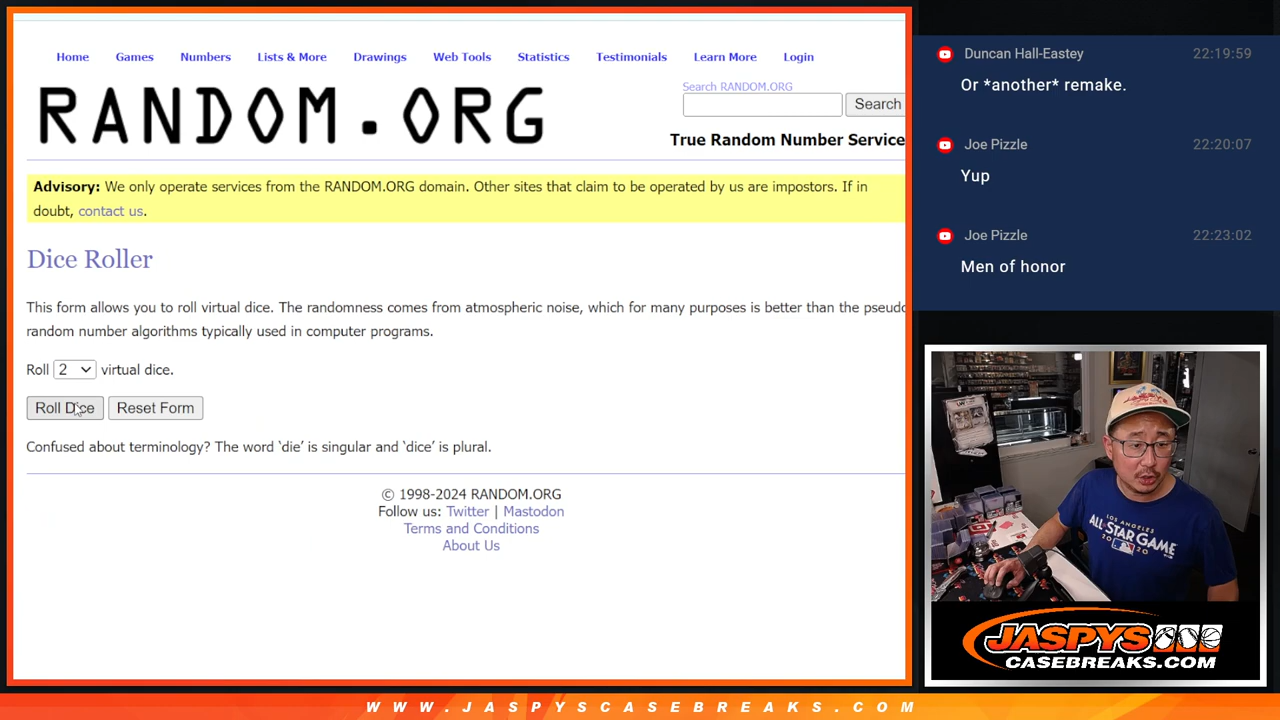 Home Games Numbers Lists & More Drawings Web Tools Statistics Testimonials Learn More Login
RANDOM.ORG
Search RANDOM.ORG
Search
True Random Number Service
Advisory: We only operate services from the RANDOM.ORG domain. Other sites that claim to be operated by us are impostors. If in
doubt, contact us.
Dice Roller
This form allows you to roll virtual dice. The randomness comes from atmospheric noise, which for many purposes is better than the pseudo
random number algorithms typically used in computer programs.
Roll 2 virtual dice.
Roll Dice Reset Form
Confused about terminology? The word ‘die’ is singular and ‘dice’ is plural.
© 1998-2024 RANDOM.ORG
Follow us: Twitter | Mastodon
Terms and Conditions
About Us
Duncan Hall-Eastey 22:19:59
Or *another* remake.
Joe Pizzle 22:20:07
Yup
Joe Pizzle 22:23:02
Men of honor
LOS ANGELES
ALL-STAR GAME
2020
JASPYS
CASEBREAKS.COM
WWW.JASPYSCASEBREAKS.COM